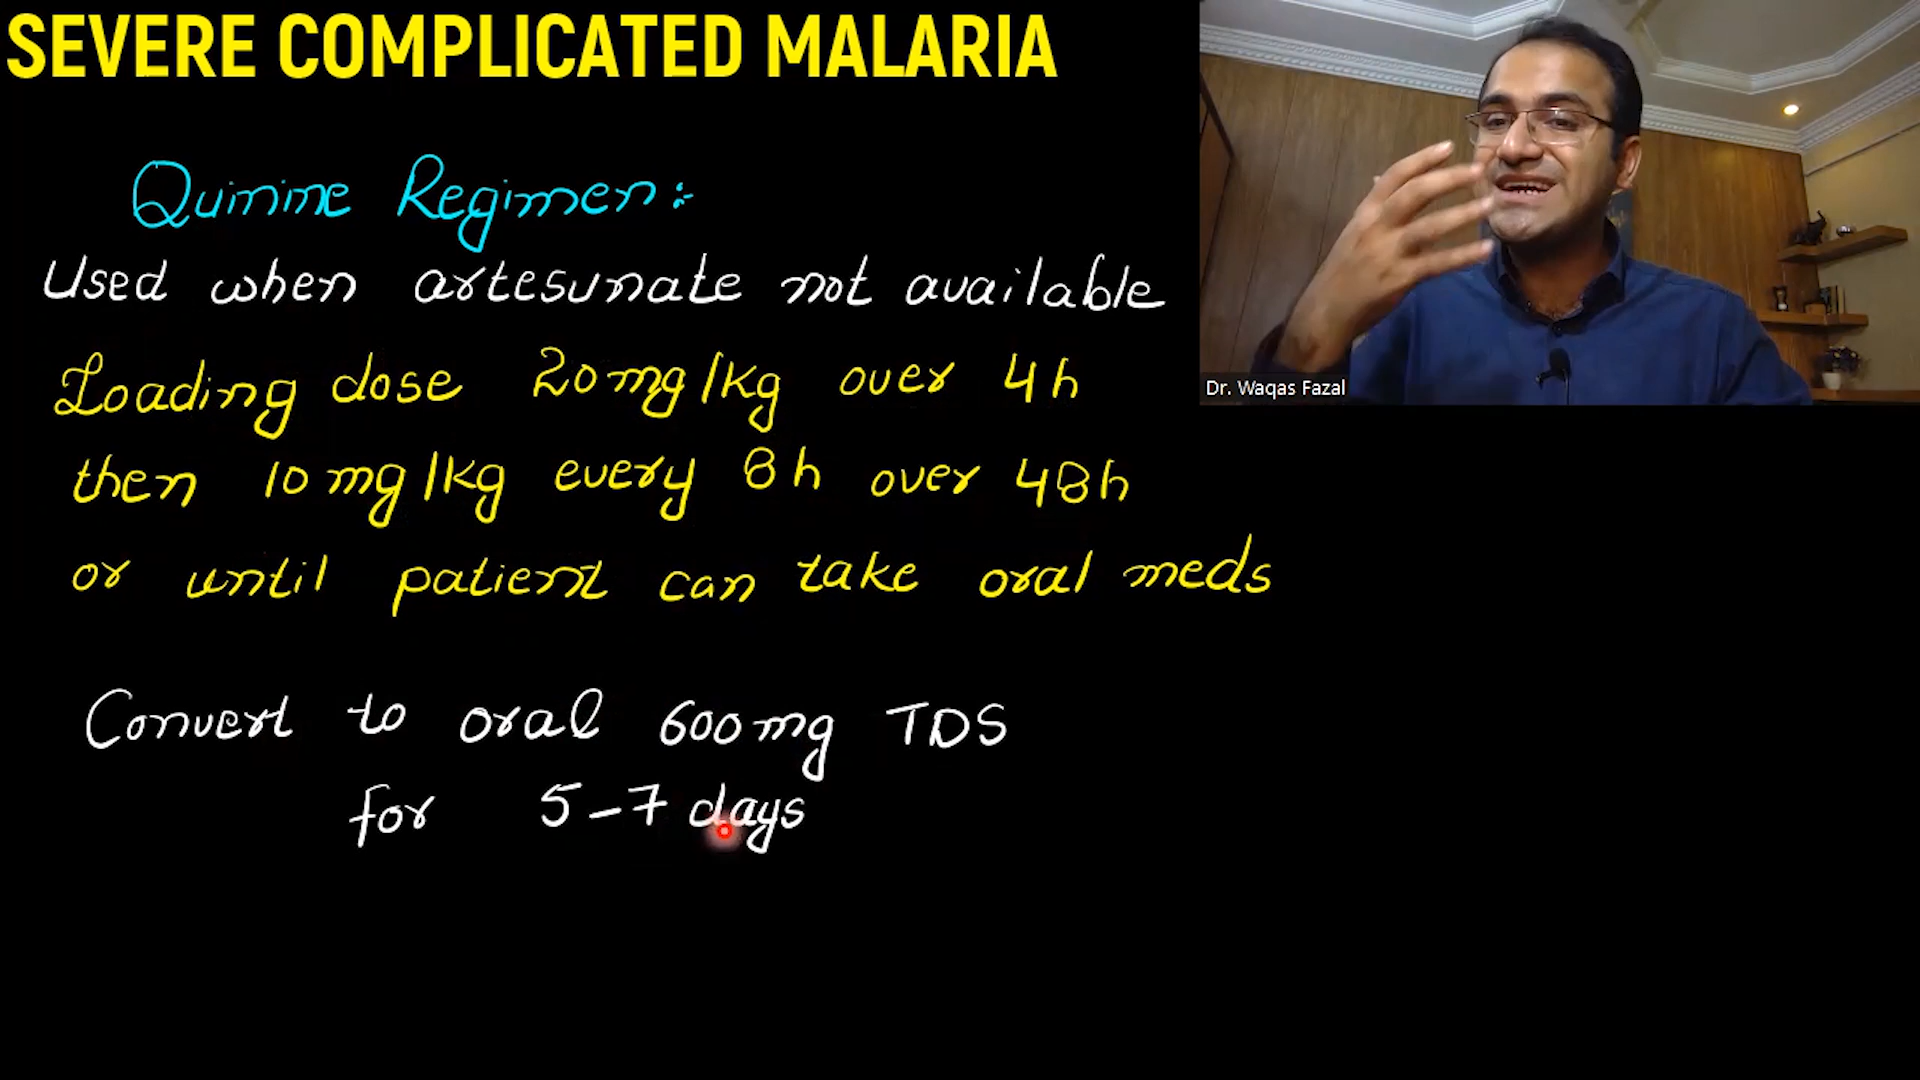 SEVERE COMPLICATED MALARIA
Quinine Regimen:
Used when artesunate not available
Loading dose 20mg/kg over 4h
then 10mg/kg every 8h over 48h
or until patient can take oral meds
Convert to oral 600mg TDS
for 5-7 days
Dr. Waqas Fazal